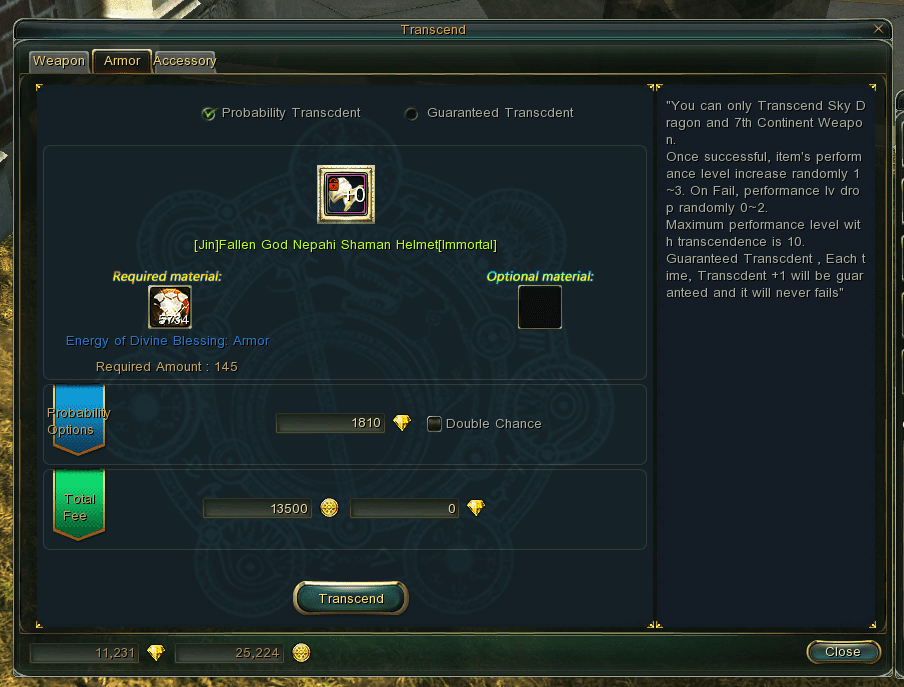 Transcend
Weapon
Armor
Accessory
Probability Transcdent
Guaranteed Transcdent
+0
[Jin]Fallen God Nepahi Shaman Helmet[Immortal]
Required material:
Optional material:
5734
Energy of Divine Blessing: Armor
Required Amount : 145
Probability
Options
1810
Double Chance
Total
Fee
13500
0
Transcend
"You can only Transcend Sky D
ragon and 7th Continent Weapo
n.
Once successful, item's perform
ance level increase randomly 1
~3. On Fail, performance lv dro
p randomly 0~2.
Maximum performance level wit
h transcendence is 10.
Guaranteed Transcdent , Each t
ime, Transcdent +1 will be guar
anteed and it will never fails"
11,231
25,224
Close